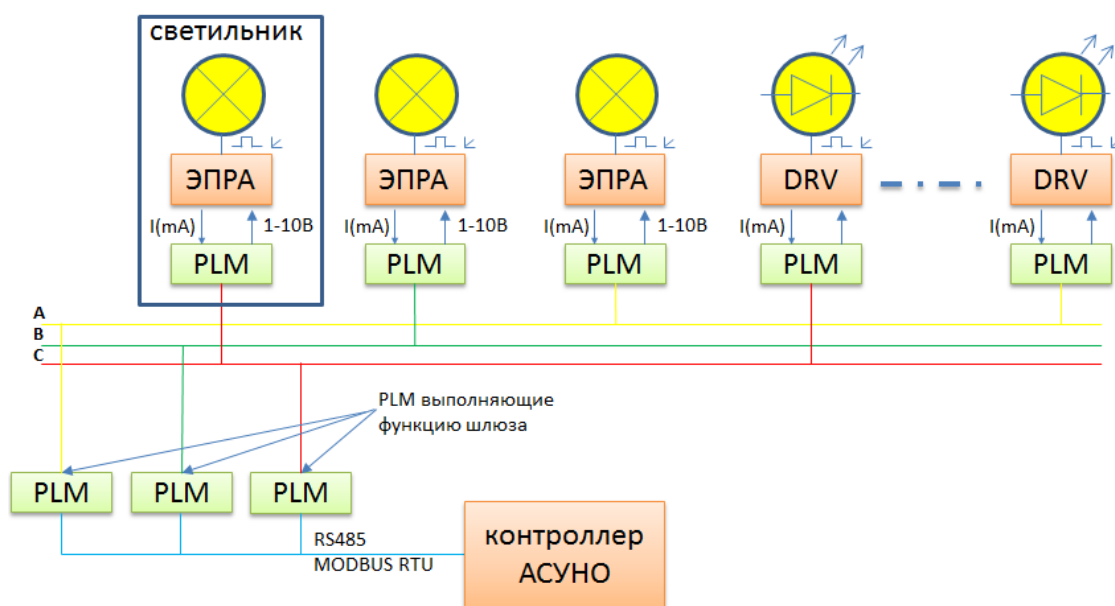 светильник
ЭПРА
ЭПРА
ЭПРА
DRV
DRV
I(mA)
1-10В
I(mA)
1-10В
I(mA)
1-10В
I(mA)
I(mA)
PLM
PLM
PLM
PLM
PLM
A
B
C
PLM выполняющие
функцию шлюза
PLM
PLM
PLM
RS485
MODBUS RTU
контроллер
АСУНО